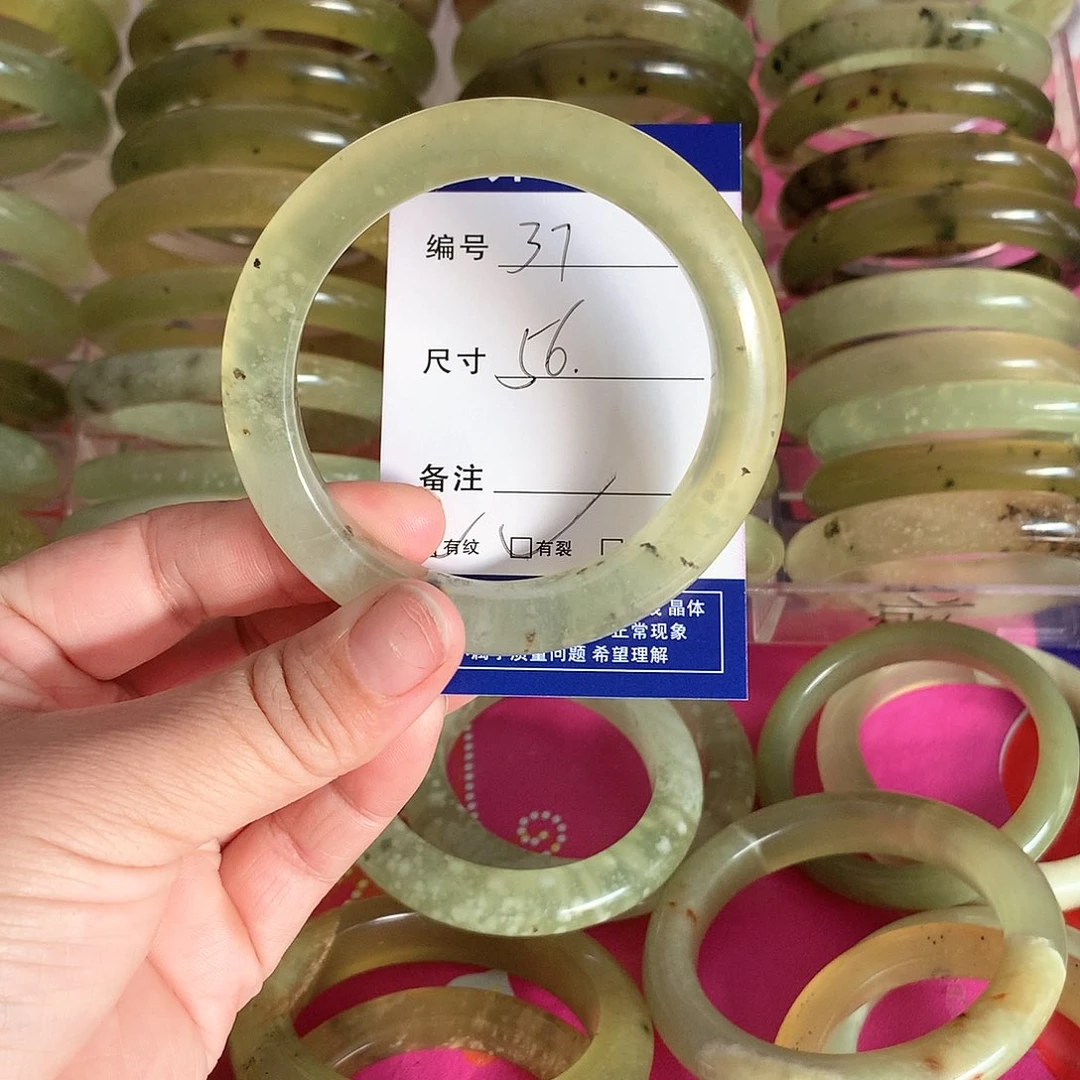 编号 37
尺寸 56.
备注
有纹 有裂
晶体
正常现象
质量问题 希望理解